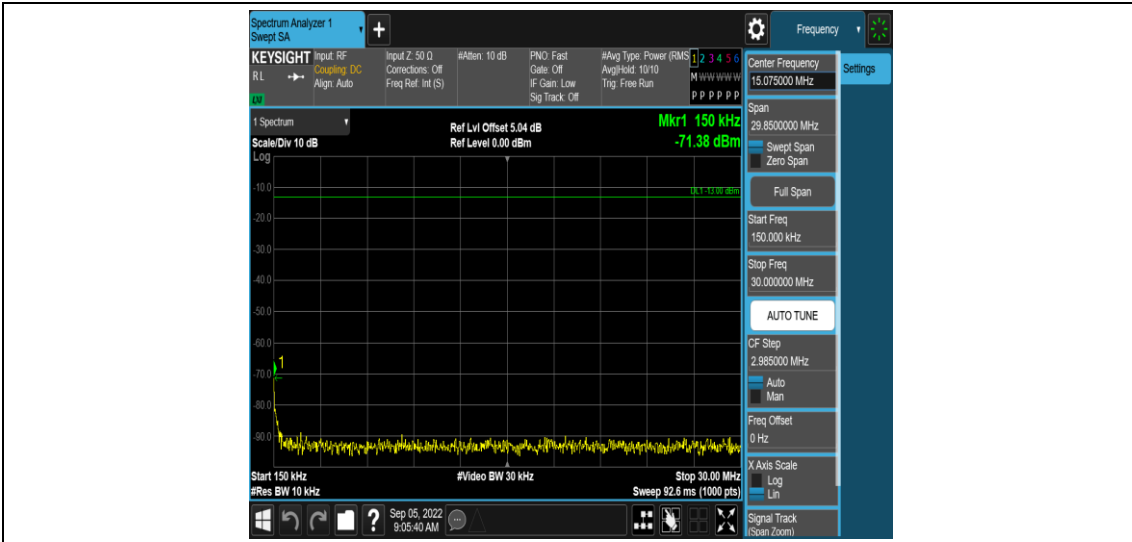 Spectrum Analyzer 1
Swept SA
+
Frequency
KEYSIGHT
RL
LXI
Input: RF
Coupling: DC
Align: Auto
Input Z: 50 Ω
Corrections: Off
Freq Ref: Int (S)
#Atten: 10 dB
PNO: Fast
Gate: Off
IF Gain: Low
Sig Track: Off
#Avg Type: Power (RMS
Avg|Hold: 10/10
Trig: Free Run
1 2 3 4 5 6
M W W W W W
P P P P P P
Center Frequency
15.075000 MHz
Settings
Span
29.8500000 MHz
Swept Span
Zero Span
Full Span
Start Freq
150.000 kHz
Stop Freq
30.000000 MHz
AUTO TUNE
CF Step
2.985000 MHz
Auto
Man
Freq Offset
0 Hz
X Axis Scale
Log
Lin
Signal Track
(Span Zoom)
1 Spectrum
Scale/Div 10 dB
Log
Ref Lvl Offset 5.04 dB
Ref Level 0.00 dBm
Mkr1 150 kHz
-71.38 dBm
DL1 -13.00 dBm
-10.0
-20.0
-30.0
-40.0
-50.0
-60.0
1
-70.0
-80.0
-90.0
Start 150 kHz
#Res BW 10 kHz
#Video BW 30 kHz
Stop 30.00 MHz
Sweep 92.6 ms (1000 pts)
?
Sep 05, 2022
9:05:40 AM